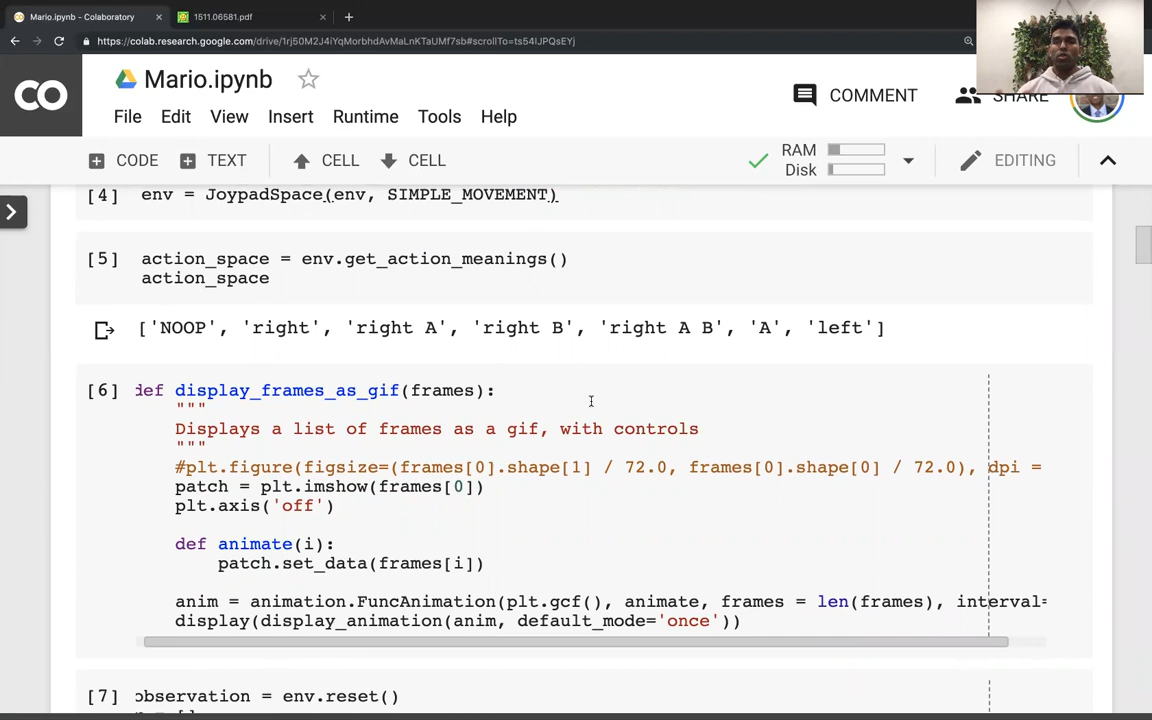 Mario.ipynb - Colaboratory
1511.06581.pdf
https://colab.research.google.com/drive/1rj50M2J4iYqMorbhdAvMaLnKTaUMf7sb#scrollTo=ts54IJPQsEYj
CO
Mario.ipynb
COMMENT
SHARE
File Edit View Insert Runtime Tools Help
CODE TEXT CELL CELL
RAM
Disk
EDITING
[4] env = JoypadSpace(env, SIMPLE_MOVEMENT)
[5] action_space = env.get_action_meanings()
action_space
['NOOP', 'right', 'right A', 'right B', 'right A B', 'A', 'left']
[6] def display_frames_as_gif(frames):
"""
Displays a list of frames as a gif, with controls
"""
#plt.figure(figsize=(frames[0].shape[1] / 72.0, frames[0].shape[0] / 72.0), dpi =
patch = plt.imshow(frames[0])
plt.axis('off')
def animate(i):
patch.set_data(frames[i])
anim = animation.FuncAnimation(plt.gcf(), animate, frames = len(frames), interval=
display(display_animation(anim, default_mode='once'))
[7] observation = env.reset()